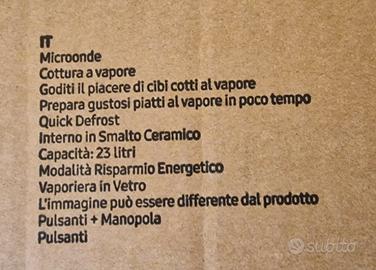 IT
Microonde
Cottura a vapore
Goditi il piacere di cibi cotti al vapore
Prepara gustosi piatti al vapore in poco tempo
Quick Defrost
Interno in Smalto Ceramico
Capacità: 23 litri
Modalità Risparmio Energetico
Vaporiera in Vetro
L'immagine può essere differente dal prodotto
Pulsanti + Manopola
Pulsanti
subito